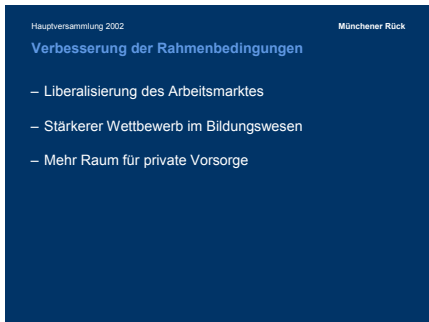 Hauptversammlung 2002 Münchener Rück
Verbesserung der Rahmenbedingungen
– Liberalisierung des Arbeitsmarktes
– Stärkerer Wettbewerb im Bildungswesen
– Mehr Raum für private Vorsorge